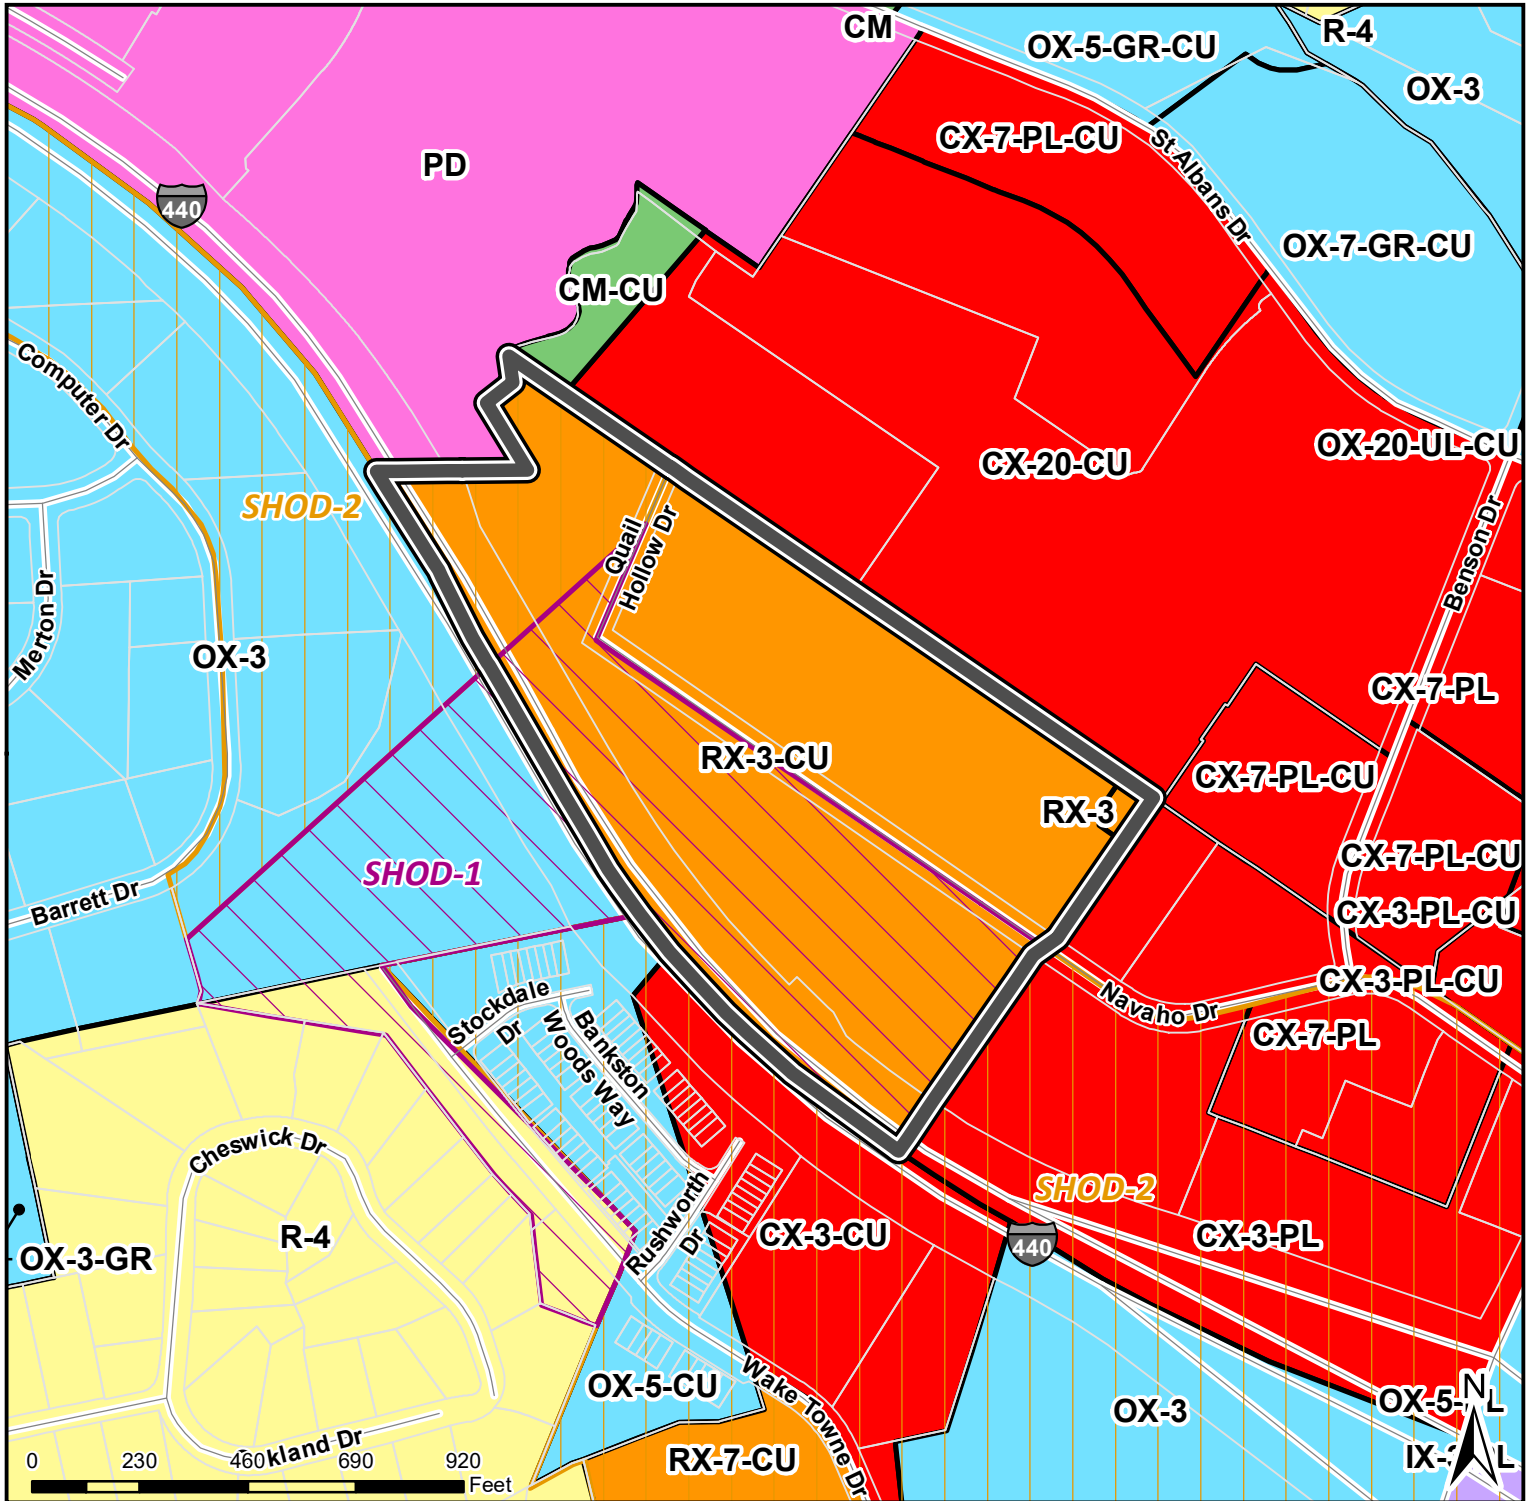 CM
OX-5-GR-CU
R-4
OX-3
CX-7-PL-CU
St Albans Dr
PD
440
OX-7-GR-CU
CM-CU
Computer Dr
OX-20-UL-CU
CX-20-CU
SHOD-2
Quail
Hollow Dr
Benson Dr
Merton Dr
OX-3
CX-7-PL
RX-3-CU
CX-7-PL-CU
RX-3
CX-7-PL-CU
SHOD-1
Barrett Dr
CX-3-PL-CU
CX-3-PL-CU
Navaho Dr
Stockdale
Dr
Bankston
Woods Way
CX-7-PL
Cheswick Dr
SHOD-2
Rushworth
Dr
R-4
OX-3-GR
CX-3-CU
440
CX-3-PL
OX-5-CU
Wake Towne Dr
OX-3
N
RX-7-CU
0 230 460 690 920
Feet